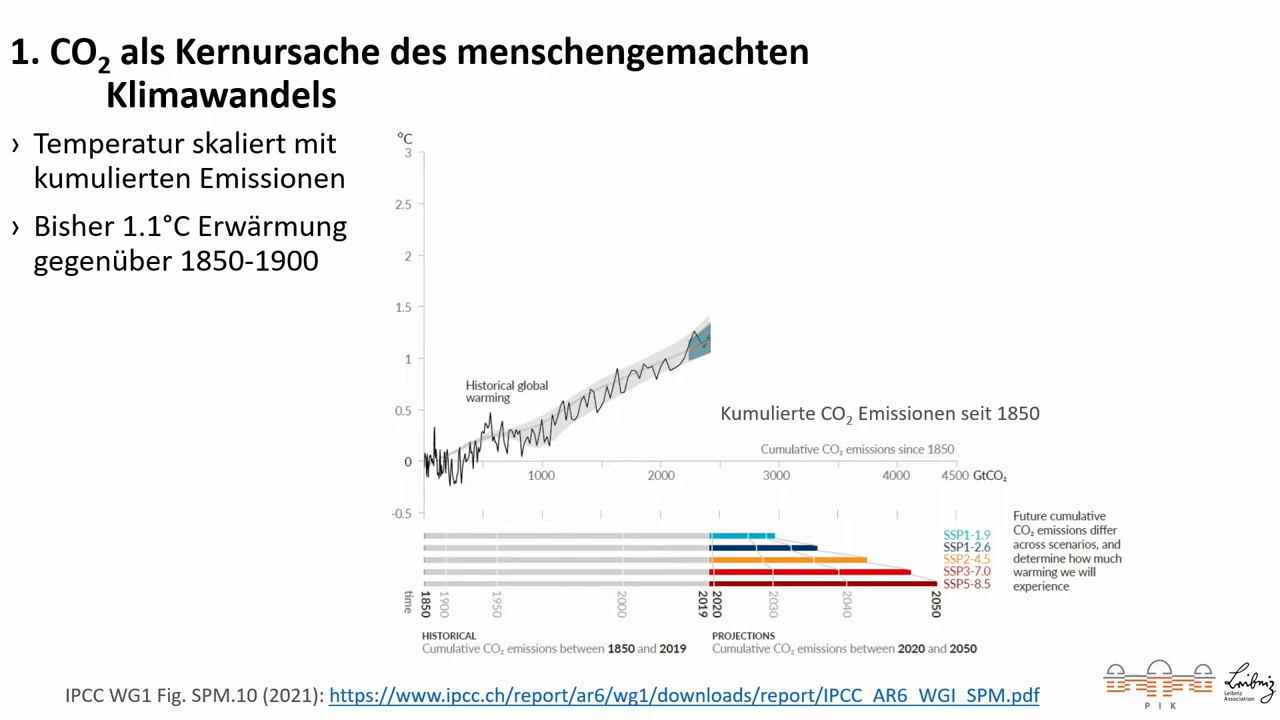 1. CO₂ als Kernursache des menschengemachten
Klimawandels
› Temperatur skaliert mit
kumulierten Emissionen
› Bisher 1.1°C Erwärmung
gegenüber 1850-1900
°C
3
2.5
2
1.5
1
0.5
0
-0.5
Historical global
warming
Kumulierte CO₂ Emissionen seit 1850
Cumulative CO₂ emissions since 1850
1000 2000 3000 4000 4500 GtCO₂
Future cumulative
CO₂ emissions differ
across scenarios, and
determine how much
warming we will
experience
SSP1-1.9
SSP1-2.6
SSP2-4.5
SSP3-7.0
SSP5-8.5
time 1850 1900 1950 2000 2019 2020 2030 2040 2050
HISTORICAL
Cumulative CO₂ emissions between 1850 and 2019
PROJECTIONS
Cumulative CO₂ emissions between 2020 and 2050
IPCC WG1 Fig. SPM.10 (2021): https://www.ipcc.ch/report/ar6/wg1/downloads/report/IPCC_AR6_WGI_SPM.pdf
PIK
Leibniz
Leibniz
Association